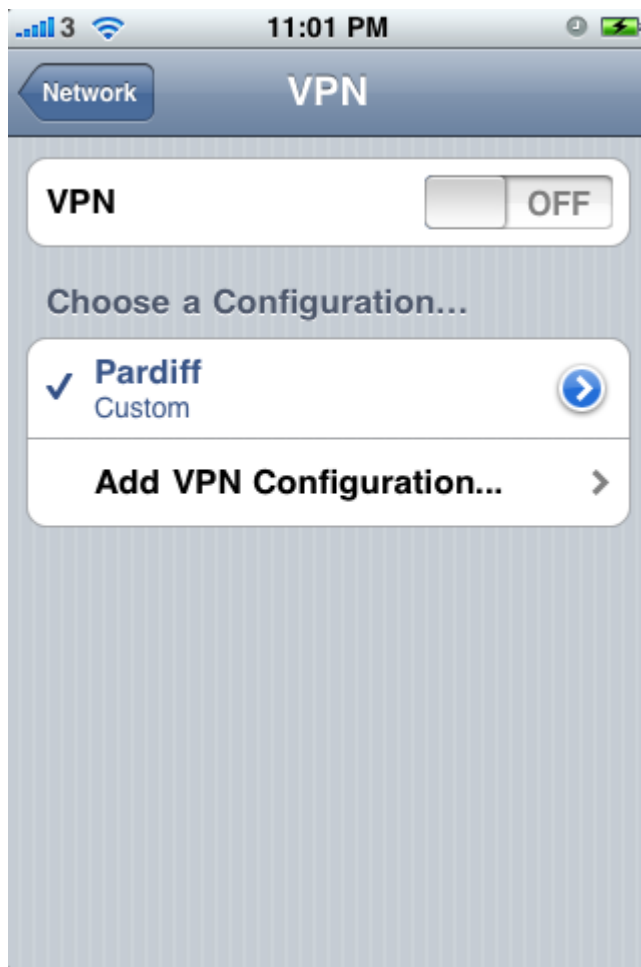 3 11:01 PM
Network VPN
VPN OFF
Choose a Configuration...
Pardiff
Custom
Add VPN Configuration...